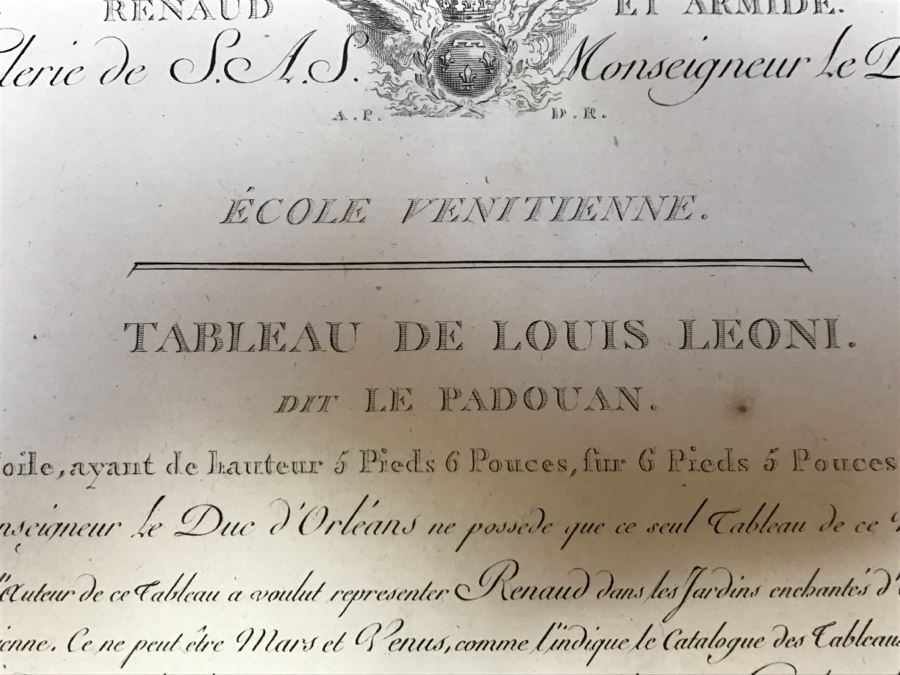 RENAUD ET ARMIDE.
lerie de S.A.S. Monseigneur Le D
A.P. D.R.
ÉCOLE VENITIENNE.
TABLEAU DE LOUIS LEONI.
DIT LE PADOUAN.
oile, ayant de hauteur 5 Pieds 6 Pouces, sur 6 Pieds 5 Pouces
nseigneur Le Duc d'Orléans ne possede que ce seul Tableau de ce
l'Auteur de ce Tableau a voulut representer Renaud dans les Jardins enchantés d'
ienne. Ce ne peut être Mars et Venus, comme l'indique le Catalogue des Tableaux